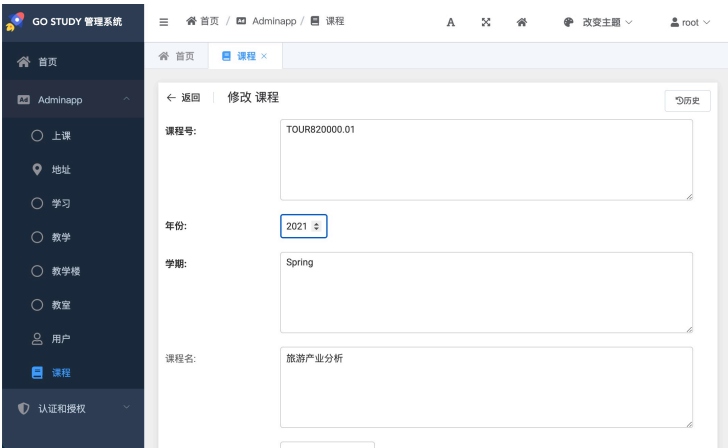 GO STUDY 管理系统
首页 / Adminapp / 课程
A
改变主题
root
首页
课程 ×
首页
Adminapp
上课
地址
学习
教学
教学楼
教室
用户
课程
认证和授权
← 返回
修改 课程
历史
课程号:
TOUR820000.01
年份:
2021
学期:
Spring
课程名:
旅游产业分析